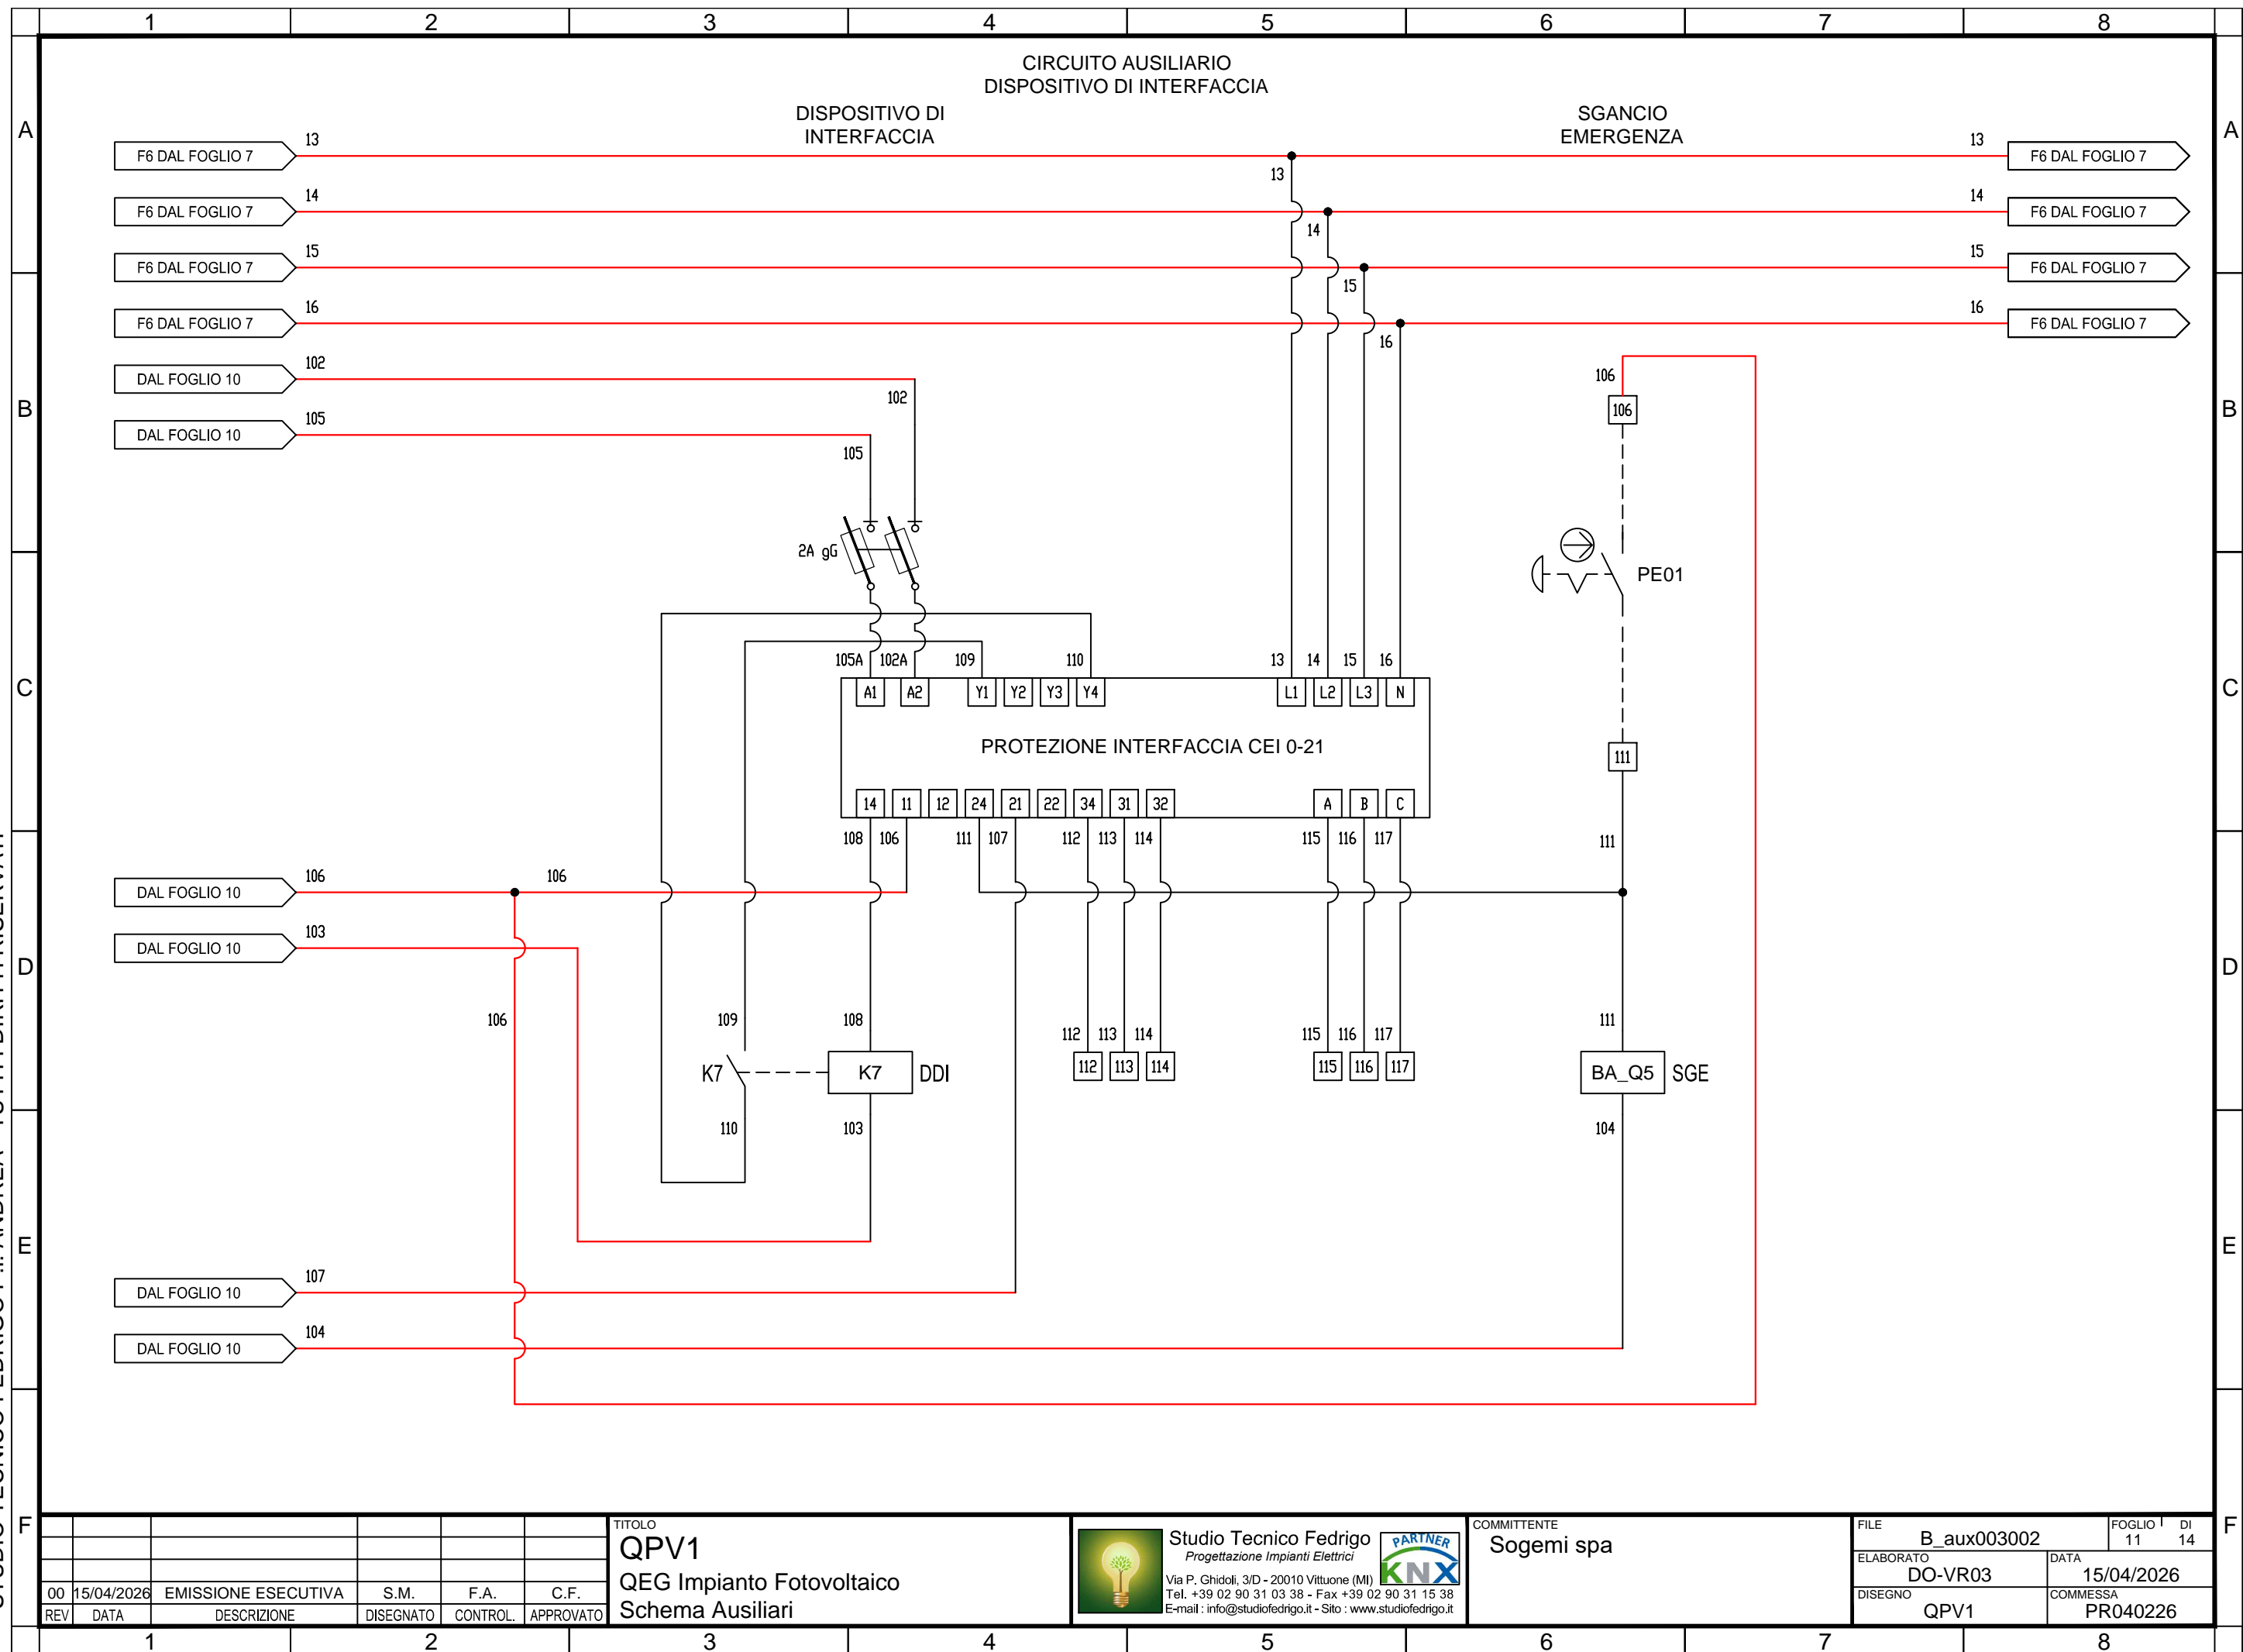 1 2 3 4 5 6 7 8
CIRCUITO AUSILIARIO
DISPOSITIVO DI INTERFACCIA
DISPOSITIVO DI
INTERFACCIA
SGANCIO
EMERGENZA
A A
F6 DAL FOGLIO 7 13 13 F6 DAL FOGLIO 7
13
F6 DAL FOGLIO 7 14 14 F6 DAL FOGLIO 7
14
F6 DAL FOGLIO 7 15 15 F6 DAL FOGLIO 7
15
F6 DAL FOGLIO 7 16 16 F6 DAL FOGLIO 7
16
DAL FOGLIO 10 102
102
106
106
B B
DAL FOGLIO 10 105
105
2A gG
PE01
105A 102A 109 110 13 14 15 16
A1 A2 Y1 Y2 Y3 Y4 L1 L2 L3 N
C C
PROTEZIONE INTERFACCIA CEI 0-21
111
14 11 12 24 21 22 34 31 32 A B C
108 106 111 107 112 113 114 115 116 117 111
DAL FOGLIO 10 106 106
DAL FOGLIO 10 103
D D
106 109 108 112 113 114 115 116 117 111
K7 K7 DDI 112 113 114 115 116 117 BA_Q5 SGE
110 103 104
E E
DAL FOGLIO 10 107
DAL FOGLIO 10 104
F F
00 15/04/2026 EMISSIONE ESECUTIVA S.M. F.A. C.F.
REV DATA DESCRIZIONE DISEGNATO CONTROL. APPROVATO
TITOLO
QPV1
QEG Impianto Fotovoltaico
Schema Ausiliari
Studio Tecnico Fedrigo
Progettazione Impianti Elettrici
Via P. Ghidoli, 3/D - 20010 Vittuone (MI)
Tel. +39 02 90 31 03 38 - Fax +39 02 90 31 15 38
E-mail : info@studiofedrigo.it - Sito : www.studiofedrigo.it
PARTNER
KNX
COMMITTENTE
Sogemi spa
FILE
B_aux003002
FOGLIO DI
11 14
ELABORATO
DO-VR03
DATA
15/04/2026
DISEGNO
QPV1
COMMESSA
PR040226
1 2 3 4 5 6 7 8